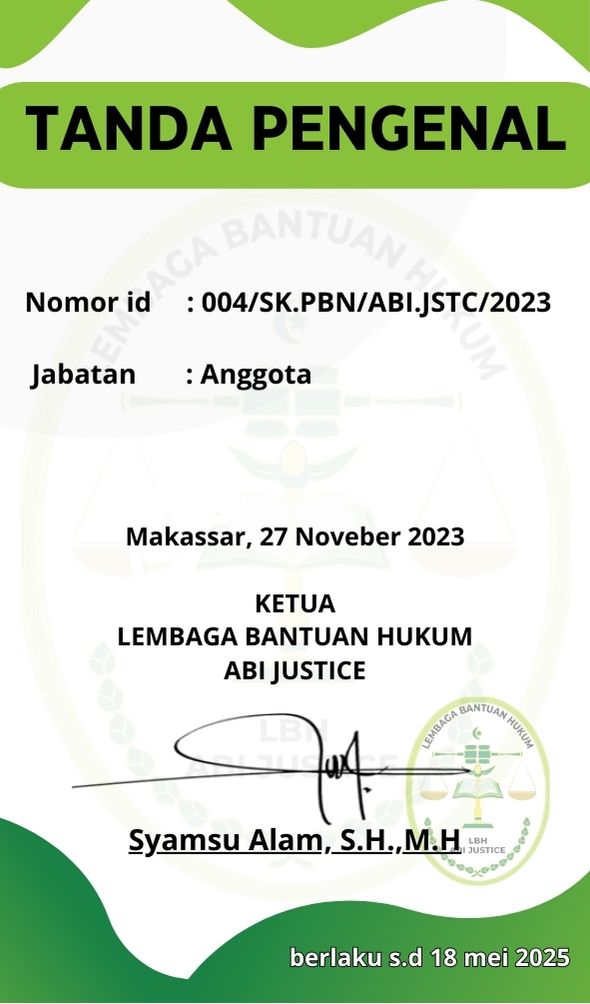 TANDA PENGENAL
LEMBAGA BANTUAN HUKUM
Nomor id : 004/SK.PBN/ABI.JSTC/2023
Jabatan : Anggota
Makassar, 27 Noveber 2023
KETUA
LEMBAGA BANTUAN HUKUM
ABI JUSTICE
LBH
ABI JUSTICE
LEMBAGA BANTUAN HUKUM
LBH
ABI JUSTICE
Syamsu Alam, S.H.,M.H
berlaku s.d 18 mei 2025